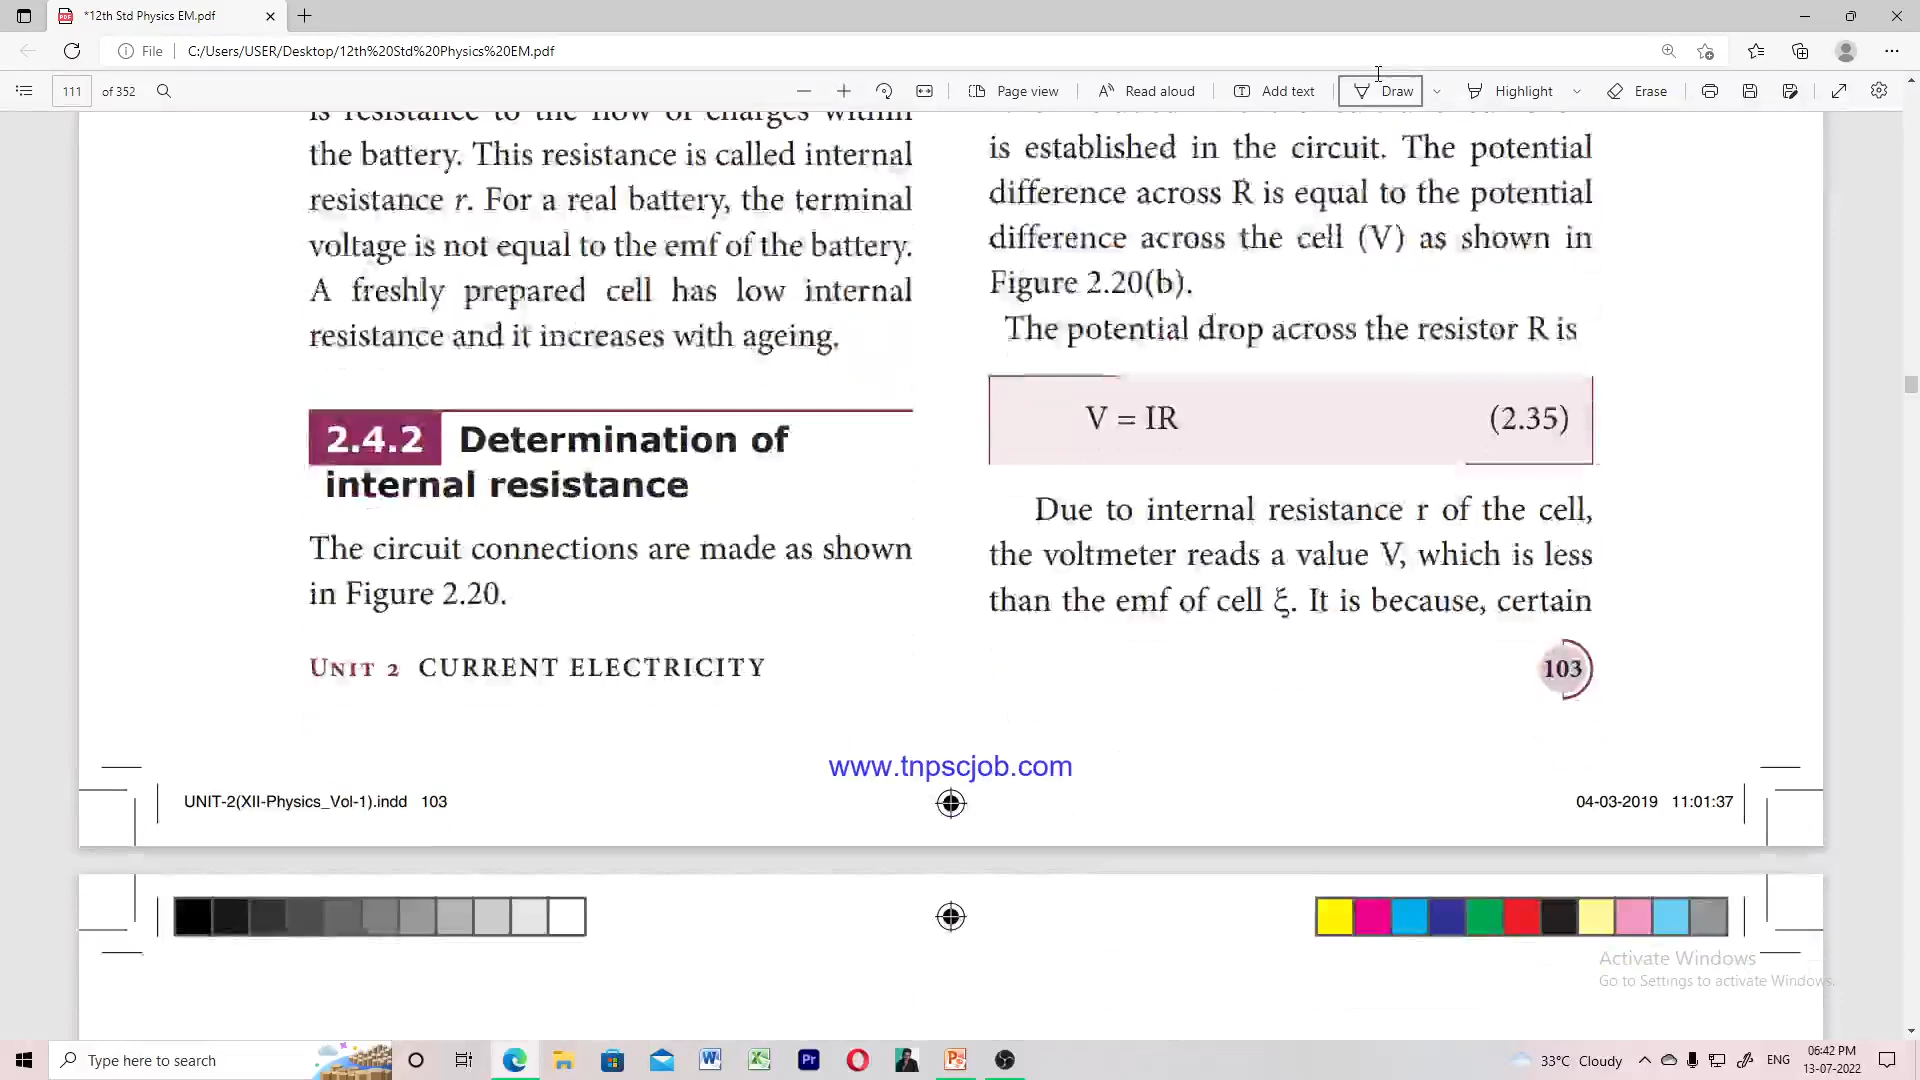 *12th Std Physics EM.pdf
File
C:/Users/USER/Desktop/12th%20Std%20Physics%20EM.pdf
111 of 352
Page view
Read aloud
Add text
Draw
Highlight
Erase
is resistance to the flow of charges within
the battery. This resistance is called internal
resistance r. For a real battery, the terminal
voltage is not equal to the emf of the battery.
A freshly prepared cell has low internal
resistance and it increases with ageing.
2.4.2 Determination of
internal resistance
The circuit connections are made as shown
in Figure 2.20.
is established in the circuit. The potential
difference across R is equal to the potential
difference across the cell (V) as shown in
Figure 2.20(b).
The potential drop across the resistor R is
V = IR (2.35)
Due to internal resistance r of the cell,
the voltmeter reads a value V, which is less
than the emf of cell ξ. It is because, certain
UNIT 2 CURRENT ELECTRICITY
103
www.tnpscjob.com
UNIT-2(XII-Physics_Vol-1).indd 103
04-03-2019 11:01:37
Activate Windows
Go to Settings to activate Windows.
Type here to search
33°C Cloudy
ENG
06:42 PM
13-07-2022